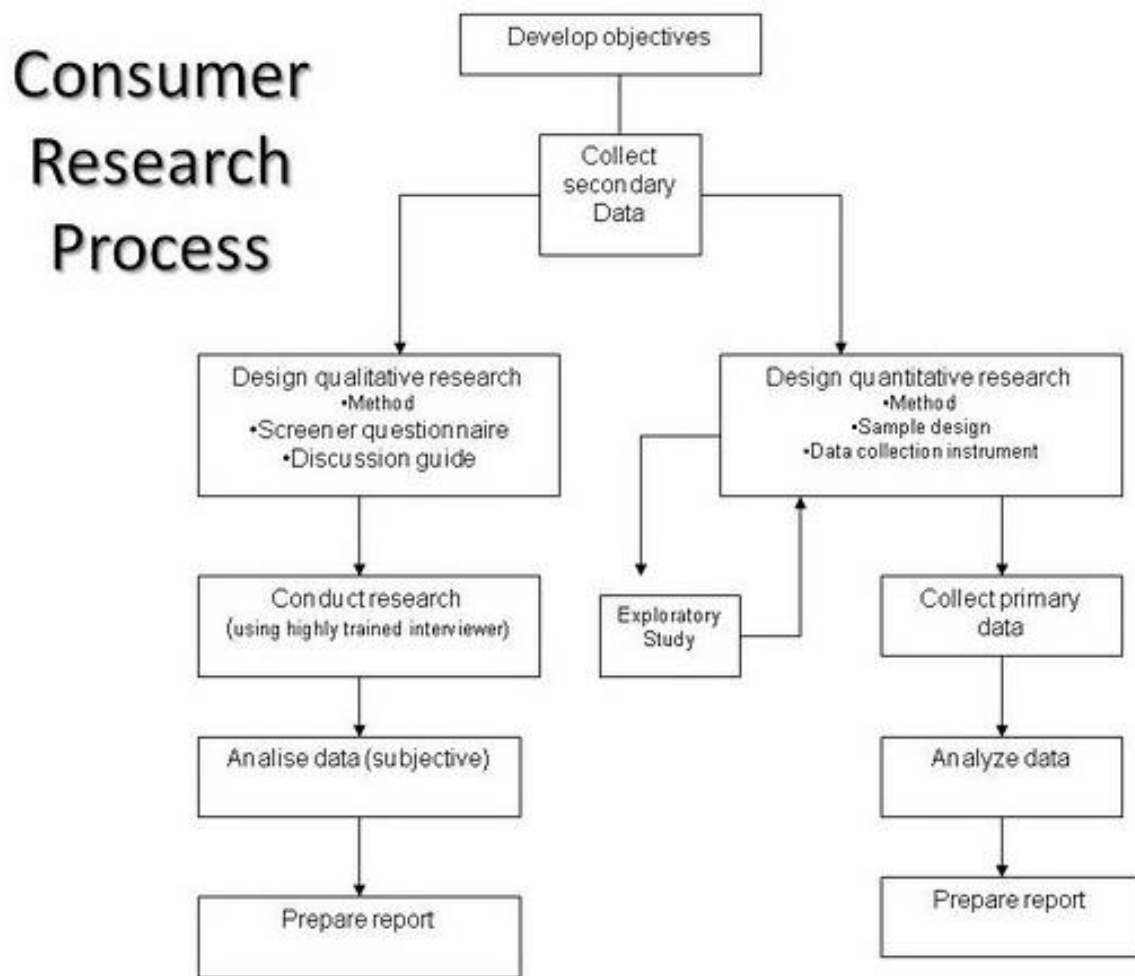 Consumer
Research
Process
Develop objectives
Collect
secondary
Data
Design qualitative research
•Method
•Screener questionnaire
•Discussion guide
Design quantitative research
•Method
•Sample design
•Data collection instrument
Conduct research
(using highly trained interviewer)
Exploratory
Study
Collect primary
data
Analise data (subjective)
Analyze data
Prepare report
Prepare report